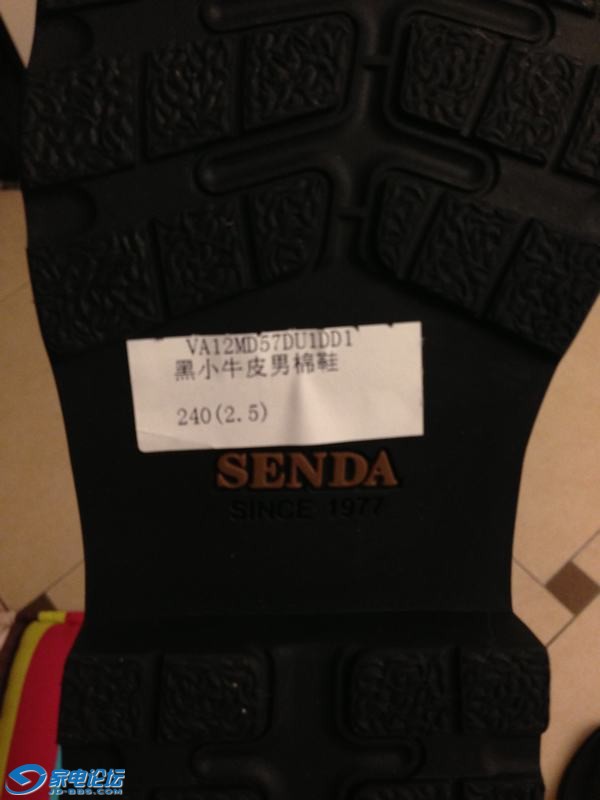 VA12MD57DU1DD1
黑小牛皮男棉鞋
240(2.5)
SENDA
SINCE 1977
家电论坛
JD-BBS.COM